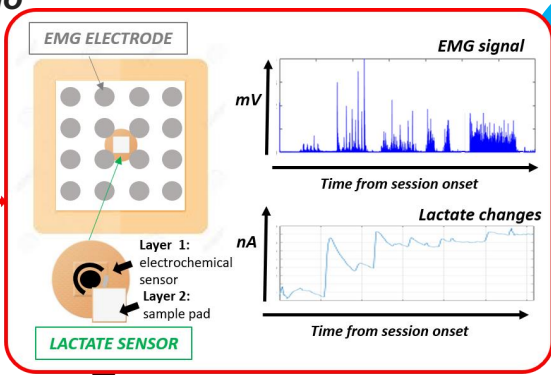 EMG ELECTRODE
EMG signal
mV
Time from session onset
Lactate changes
nA
Time from session onset
Layer 1:
electrochemical
sensor
Layer 2:
sample pad
LACTATE SENSOR